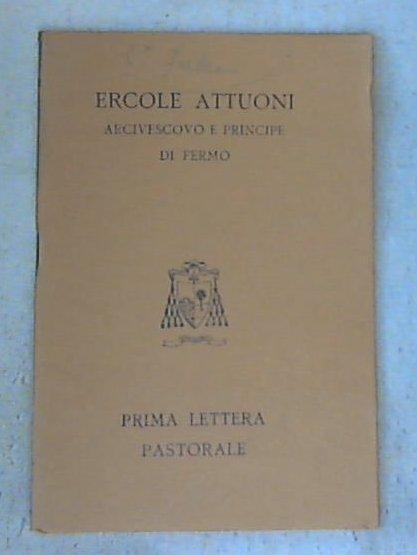 ERCOLE ATTUONI
ARCIVESCOVO E PRINCIPE
DI FERMO
PRIMA LETTERA
PASTORALE